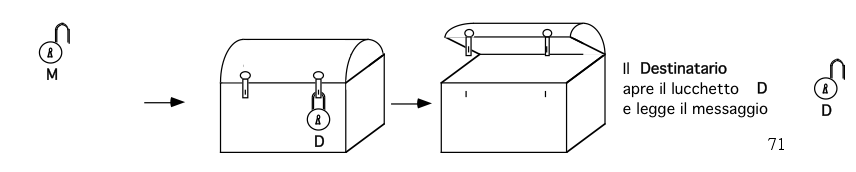 M
D
Il Destinatario
apre il lucchetto D
e legge il messaggio
D
71